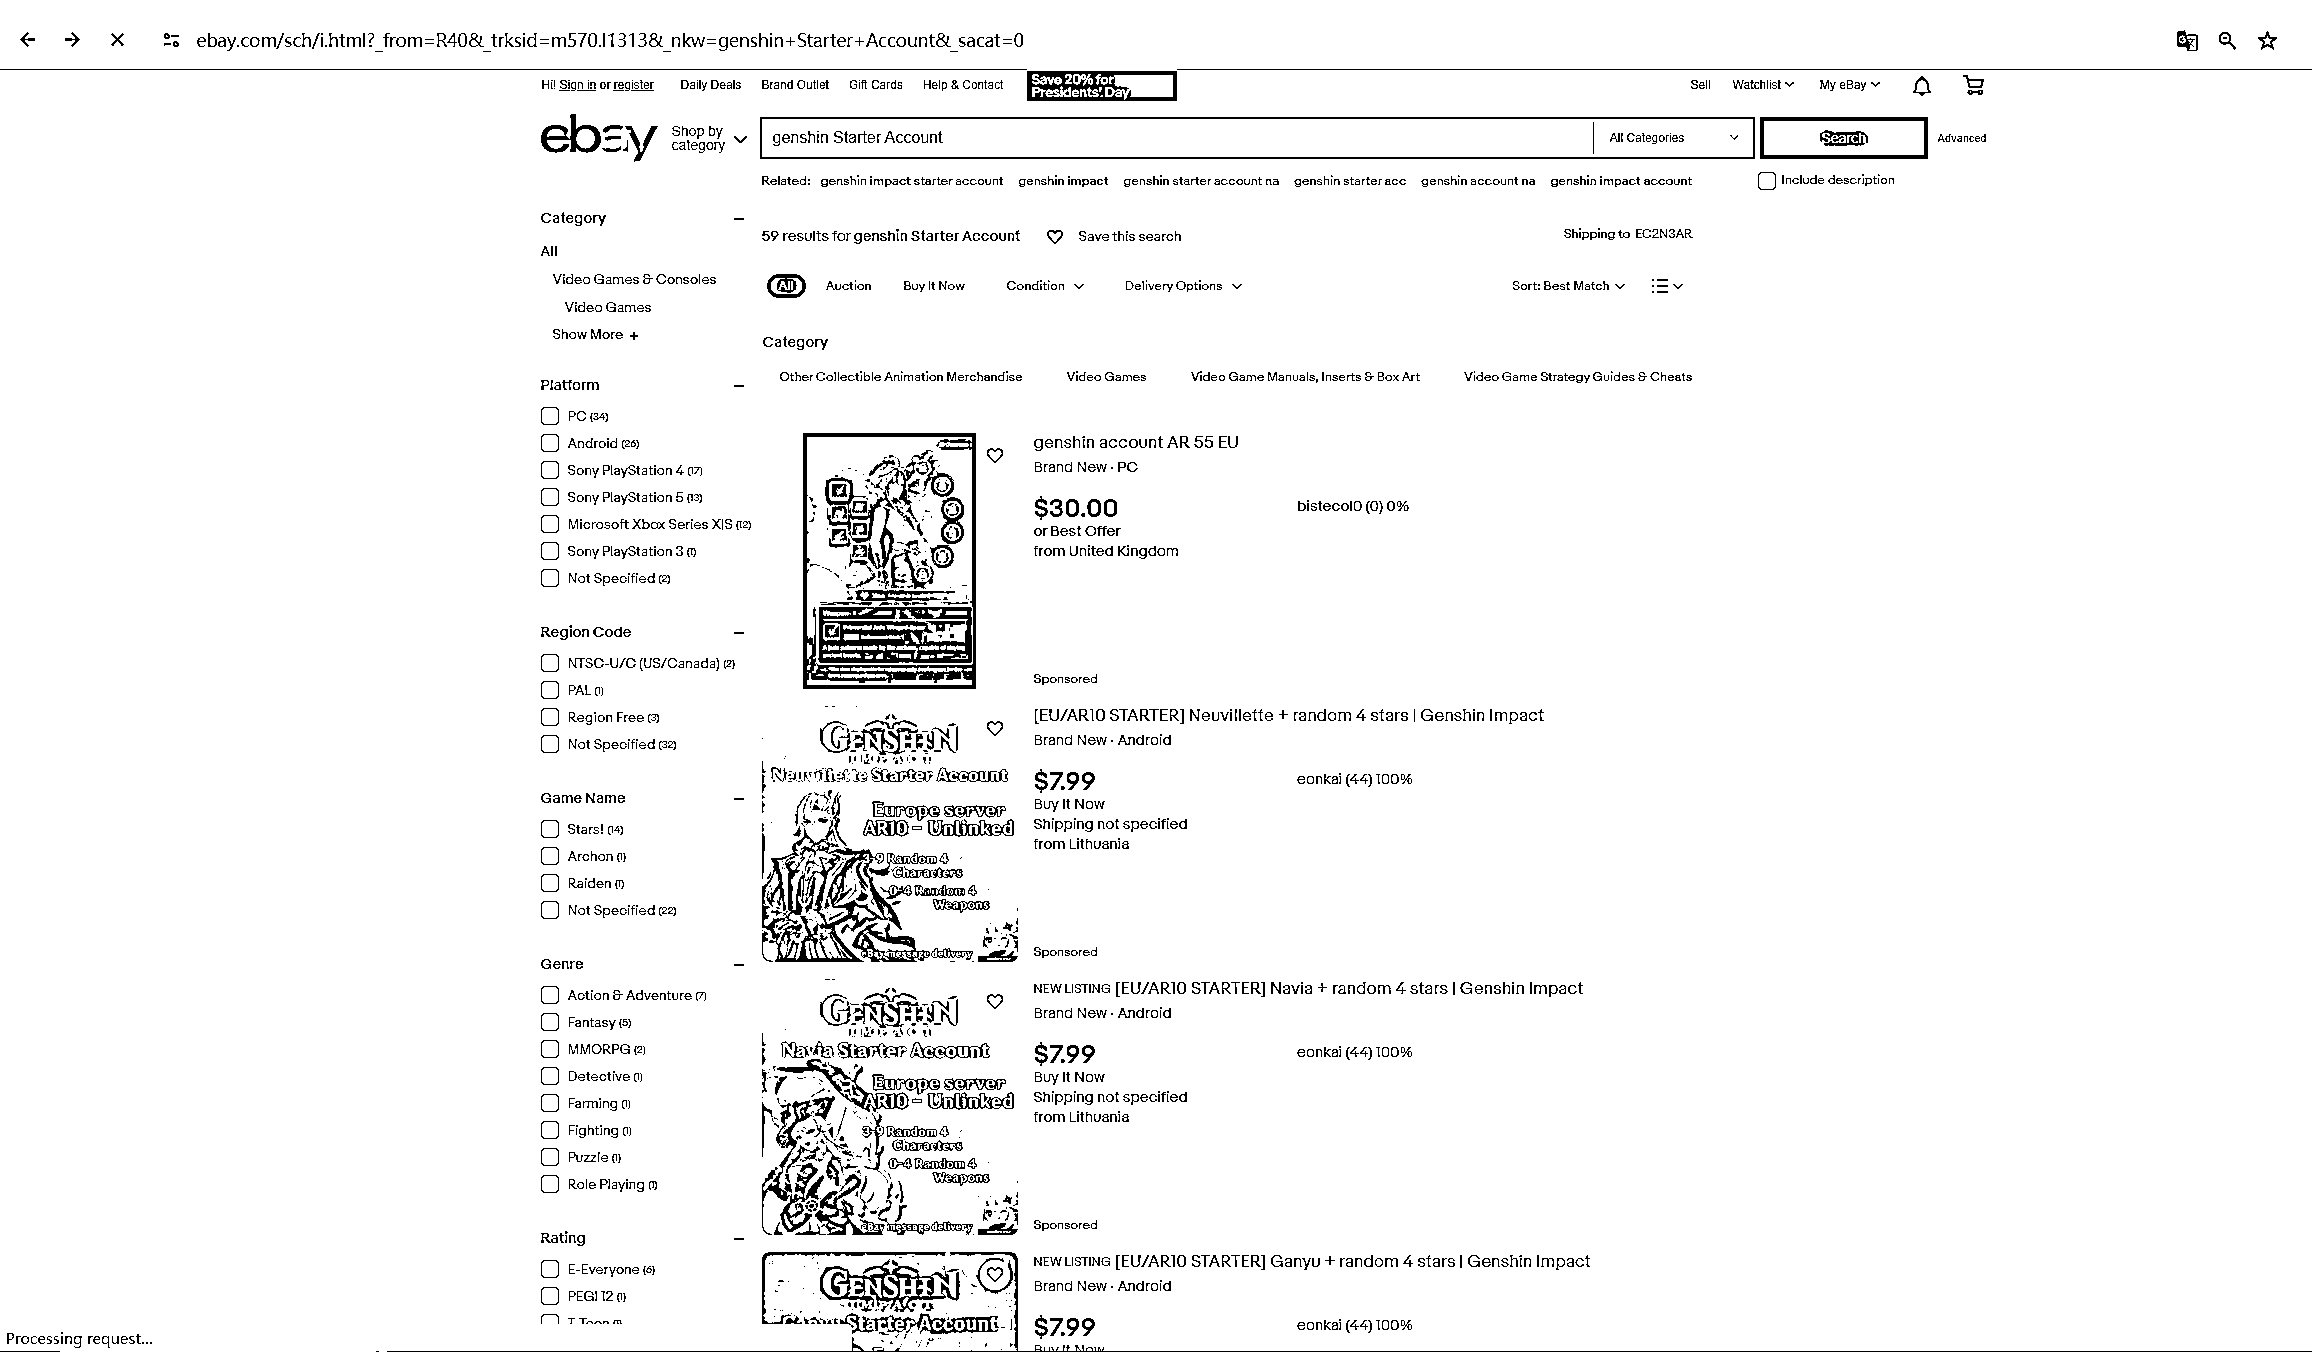 ebay.com/sch/i.html?_from=R40&_trksid=m570.l1313&_nkw=genshin+Starter+Account&_sacat=0
Hi! Sign in or register Daily Deals Brand Outlet Gift Cards Help & Contact Save 20% for Presidents' Day Sell Watchlist My eBay
ebay Shop by category genshin Starter Account All Categories Search Advanced
Related: genshin impact starter account genshin impact genshin starter account na genshin starter acc genshin account na genshin impact account Include description
Category
All
Video Games & Consoles
Video Games
Show More +
Platform
PC (34)
Android (26)
Sony PlayStation 4 (17)
Sony PlayStation 5 (13)
Microsoft Xbox Series X|S (12)
Sony PlayStation 3 (1)
Not Specified (2)
Region Code
NTSC-U/C (US/Canada) (2)
PAL (1)
Region Free (3)
Not Specified (32)
Game Name
Stars! (14)
Archon (1)
Raiden (1)
Not Specified (22)
Genre
Action & Adventure (7)
Fantasy (5)
MMORPG (2)
Detective (1)
Farming (1)
Fighting (1)
Puzzle (1)
Role Playing (1)
Rating
E-Everyone (6)
PEGI 12 (1)
59 results for genshin Starter Account Save this search Shipping to EC2N3AR
All Auction Buy It Now Condition Delivery Options Sort: Best Match
Category
Other Collectible Animation Merchandise Video Games Video Game Manuals, Inserts & Box Art Video Game Strategy Guides & Cheats
genshin account AR 55 EU
Brand New · PC
$30.00 bistecol0 (0) 0%
or Best Offer
from United Kingdom
Sponsored
GENSHIN
IMPACT
Neuvillette Starter Account
Europe server
AR10 - Unlinked
3-9 Random 4
Characters
0-4 Random 4
Weapons
eBay message delivery
[EU/AR10 STARTER] Neuvillette + random 4 stars | Genshin Impact
Brand New · Android
$7.99 eonkai (44) 100%
Buy It Now
Shipping not specified
from Lithuania
Sponsored
GENSHIN
IMPACT
Navia Starter Account
Europe server
AR10 - Unlinked
3-9 Random 4
Characters
0-4 Random 4
Weapons
eBay message delivery
NEW LISTING [EU/AR10 STARTER] Navia + random 4 stars | Genshin Impact
Brand New · Android
$7.99 eonkai (44) 100%
Buy It Now
Shipping not specified
from Lithuania
Sponsored
GENSHIN
IMPACT
Starter Account
NEW LISTING [EU/AR10 STARTER] Ganyu + random 4 stars | Genshin Impact
Brand New · Android
$7.99 eonkai (44) 100%
Buy It Now
Processing request...